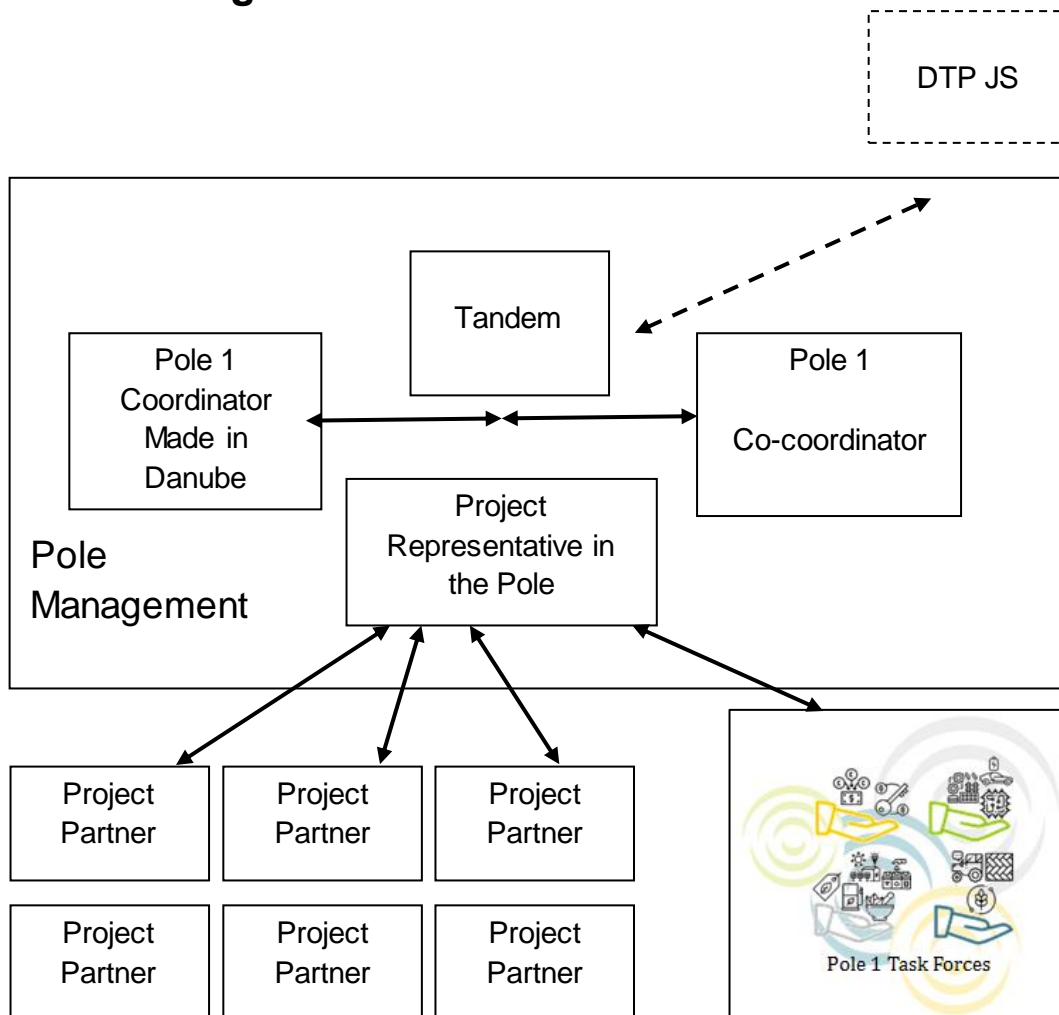 DTP JS
Tandem
Pole 1
Coordinator
Made in
Danube
Pole 1
Co-coordinator
Project
Representative in
the Pole
Pole
Management
Project
Partner
Project
Partner
Project
Partner
Project
Partner
Project
Partner
Project
Partner
Pole 1 Task Forces